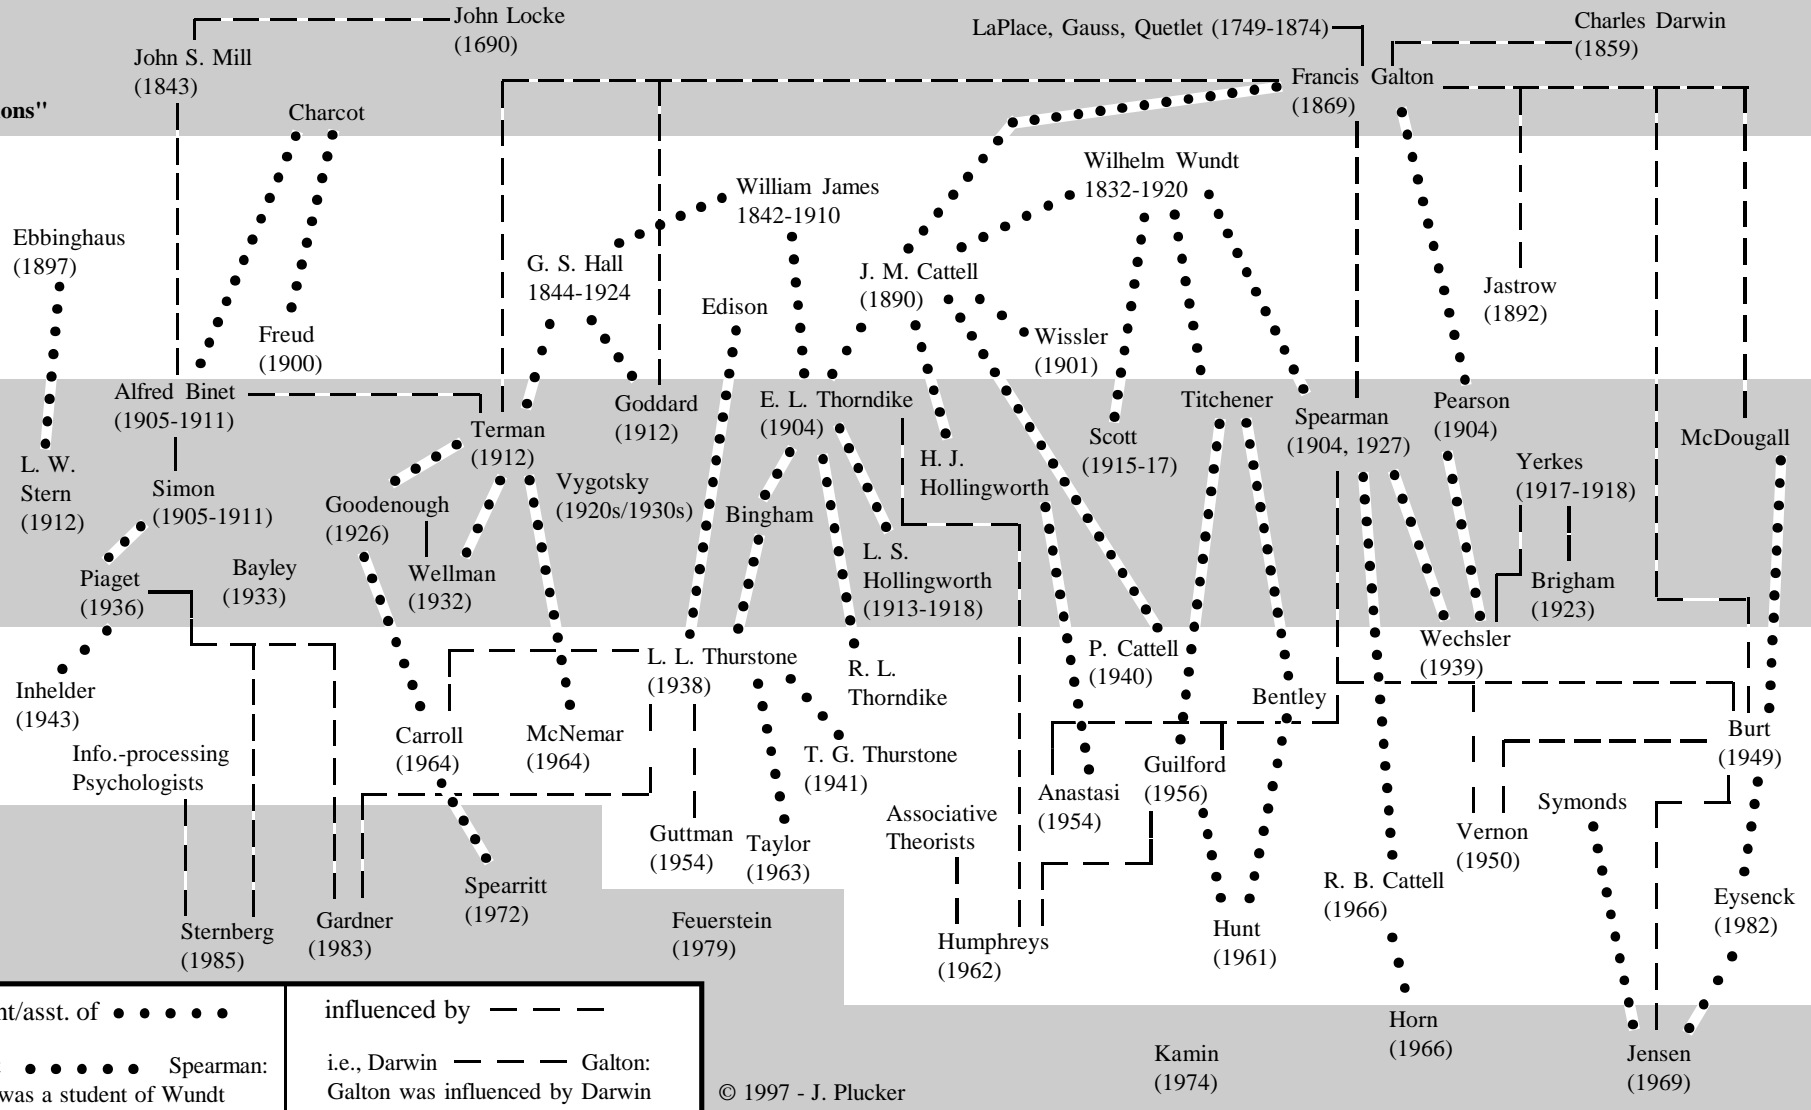 John Locke
(1690)
LaPlace, Gauss, Quetlet (1749-1874)
Charles Darwin
(1859)
John S. Mill
(1843)
Francis Galton
(1869)
ons"
Charcot
Wilhelm Wundt
1832-1920
William James
1842-1910
Ebbinghaus
(1897)
G. S. Hall
1844-1924
J. M. Cattell
(1890)
Jastrow
(1892)
Edison
Freud
(1900)
Wissler
(1901)
Alfred Binet
(1905-1911)
Terman
(1912)
Goddard
(1912)
E. L. Thorndike
(1904)
Titchener
Spearman
(1904, 1927)
Pearson
(1904)
McDougall
Scott
(1915-17)
H. J.
Hollingworth
Yerkes
(1917-1918)
L. W.
Stern
(1912)
Simon
(1905-1911)
Goodenough
(1926)
Vygotsky
(1920s/1930s)
Bingham
L. S.
Hollingworth
(1913-1918)
Piaget
(1936)
Bayley
(1933)
Wellman
(1932)
Brigham
(1923)
Wechsler
(1939)
L. L. Thurstone
(1938)
R. L.
Thorndike
P. Cattell
(1940)
Bentley
Inhelder
(1943)
Info.-processing
Psychologists
Carroll
(1964)
McNemar
(1964)
T. G. Thurstone
(1941)
Guilford
(1956)
Burt
(1949)
Anastasi
(1954)
Associative
Theorists
Symonds
Vernon
(1950)
Guttman
(1954)
Taylor
(1963)
Spearritt
(1972)
R. B. Cattell
(1966)
Eysenck
(1982)
Sternberg
(1985)
Gardner
(1983)
Feuerstein
(1979)
Humphreys
(1962)
Hunt
(1961)
Horn
(1966)
Kamin
(1974)
Jensen
(1969)
nt/asst. of
Spearman:
was a student of Wundt
influenced by
i.e., Darwin Galton:
Galton was influenced by Darwin
© 1997 - J. Plucker